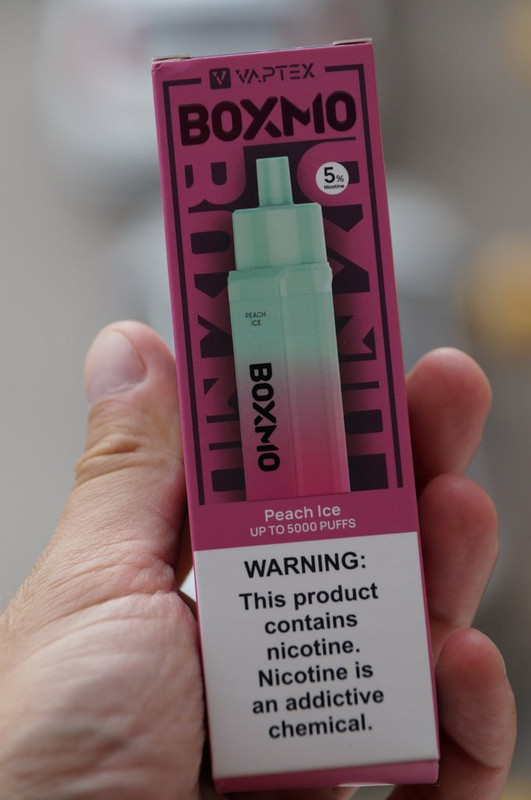 VAPTEX
BOXMO
5%
Nicotine
PEACH
ICE
BOXMO
Peach Ice
UP TO 5000 PUFFS
WARNING:
This product
contains
nicotine.
Nicotine is
an addictive
chemical.